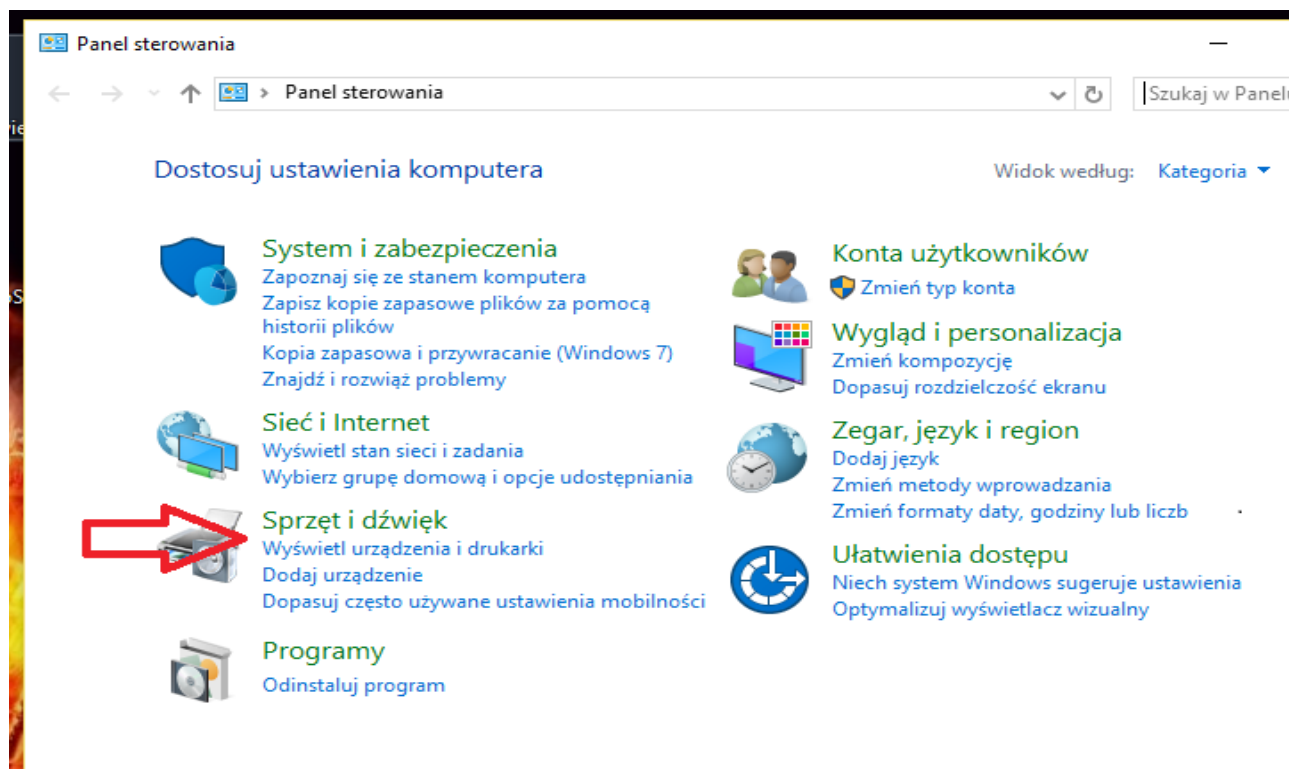 Panel sterowania
Panel sterowania
Szukaj w Panelu
Dostosuj ustawienia komputera
Widok według: Kategoria
System i zabezpieczenia
Zapoznaj się ze stanem komputera
Zapisz kopie zapasowe plików za pomocą
historii plików
Kopia zapasowa i przywracanie (Windows 7)
Znajdź i rozwiąż problemy
Sieć i Internet
Wyświetl stan sieci i zadania
Wybierz grupę domową i opcje udostępniania
Sprzęt i dźwięk
Wyświetl urządzenia i drukarki
Dodaj urządzenie
Dopasuj często używane ustawienia mobilności
Programy
Odinstaluj program
Konta użytkowników
Zmień typ konta
Wygląd i personalizacja
Zmień kompozycję
Dopasuj rozdzielczość ekranu
Zegar, język i region
Dodaj język
Zmień metody wprowadzania
Zmień formaty daty, godziny lub liczb
Ułatwienia dostępu
Niech system Windows sugeruje ustawienia
Optymalizuj wyświetlacz wizualny